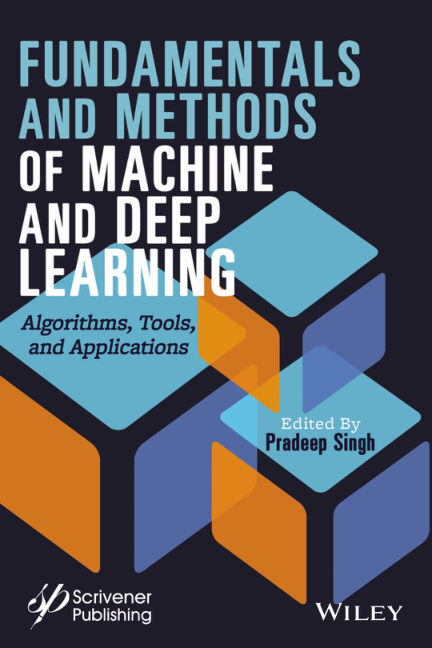 FUNDAMENTALS
AND METHODS
OF MACHINE
AND DEEP
LEARNING
Algorithms, Tools,
and Applications
Edited By
Pradeep Singh
Scrivener
Publishing
WILEY